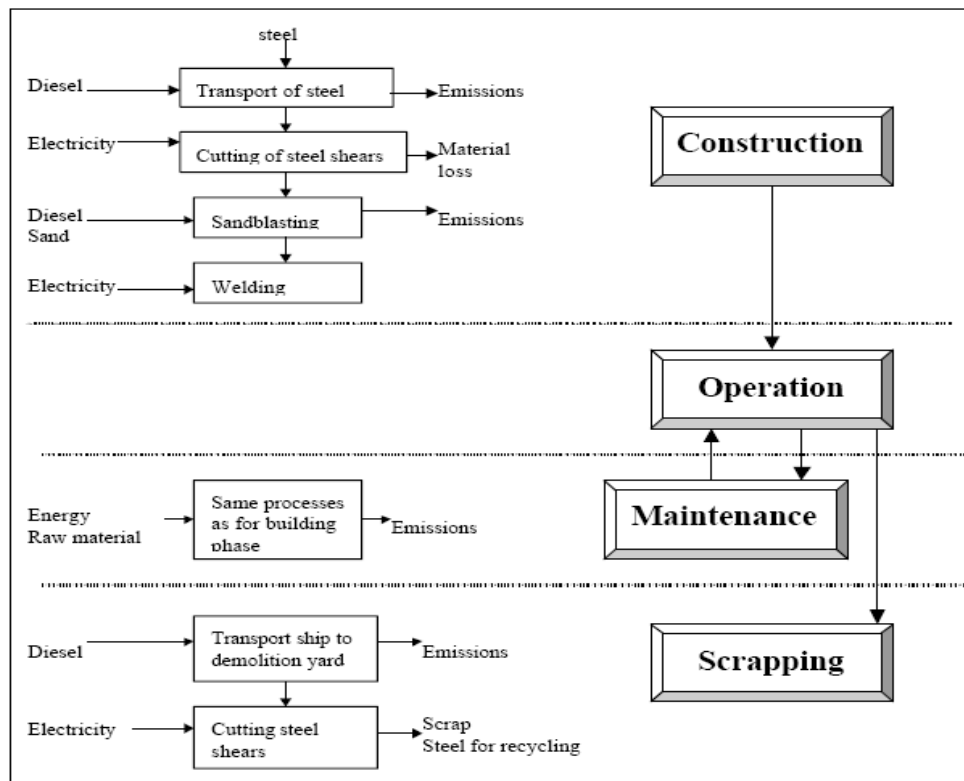 steel
Diesel
Transport of steel
Emissions
Electricity
Cutting of steel shears
Material
loss
Diesel
Sand
Sandblasting
Emissions
Electricity
Welding
Construction
Operation
Energy
Raw material
Same processes
as for building
phase
Emissions
Maintenance
Diesel
Transport ship to
demolition yard
Emissions
Electricity
Cutting steel
shears
Scrap
Steel for recycling
Scrapping